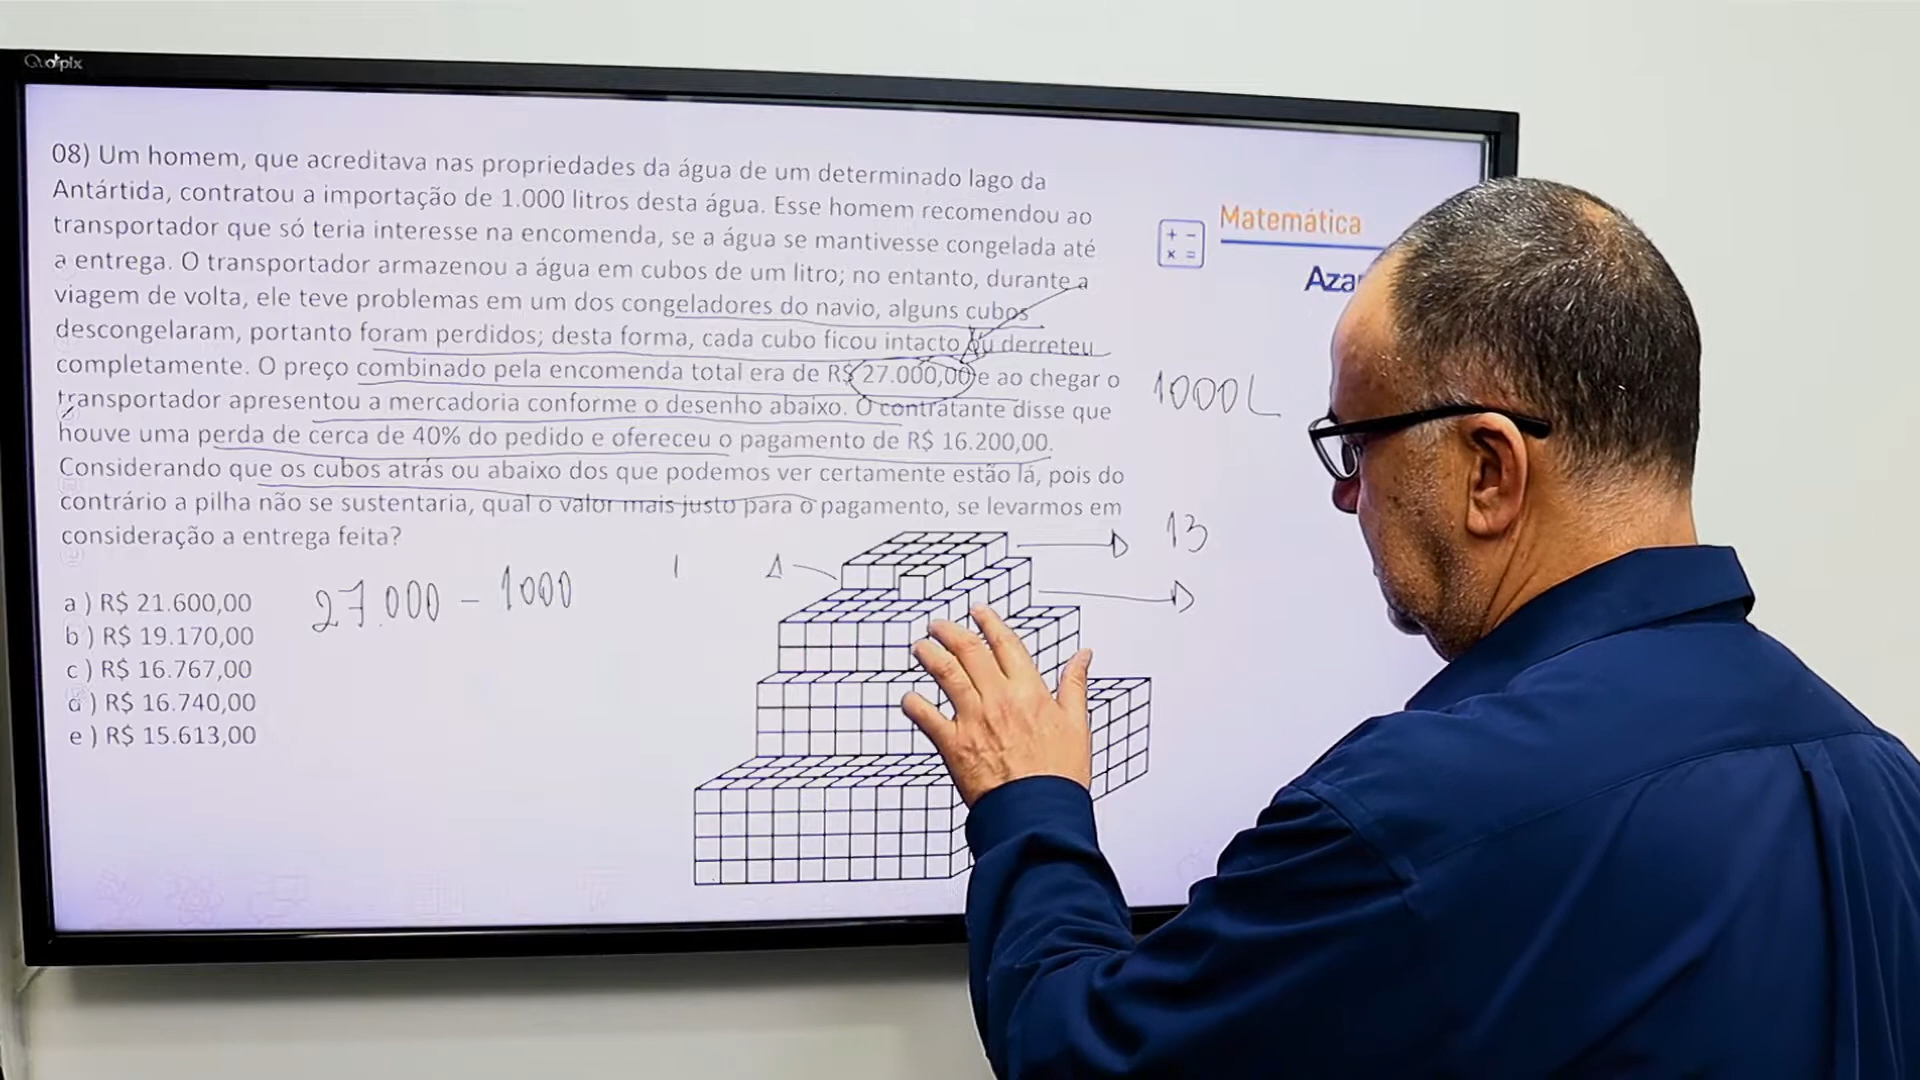 Quatpix
08) Um homem, que acreditava nas propriedades da água de um determinado lago da
Antártida, contratou a importação de 1.000 litros desta água. Esse homem recomendou ao
transportador que só teria interesse na encomenda, se a água se mantivesse congelada até
a entrega. O transportador armazenou a água em cubos de um litro; no entanto, durante a
viagem de volta, ele teve problemas em um dos congeladores do navio, alguns cubos
descongelaram, portanto foram perdidos; desta forma, cada cubo ficou intacto ou derreteu
completamente. O preço combinado pela encomenda total era de R$ 27.000,00 e ao chegar o
transportador apresentou a mercadoria conforme o desenho abaixo. O contratante disse que
houve uma perda de cerca de 40% do pedido e ofereceu o pagamento de R$ 16.200,00.
Considerando que os cubos atrás ou abaixo dos que podemos ver certamente estão lá, pois do
contrário a pilha não se sustentaria, qual o valor mais justo para o pagamento, se levarmos em
consideração a entrega feita?
a ) R$ 21.600,00
b ) R$ 19.170,00
c ) R$ 16.767,00
d ) R$ 16.740,00
e ) R$ 15.613,00
27.000 - 1000
1
13
1000L
+ -
x =
Matemática
Aza